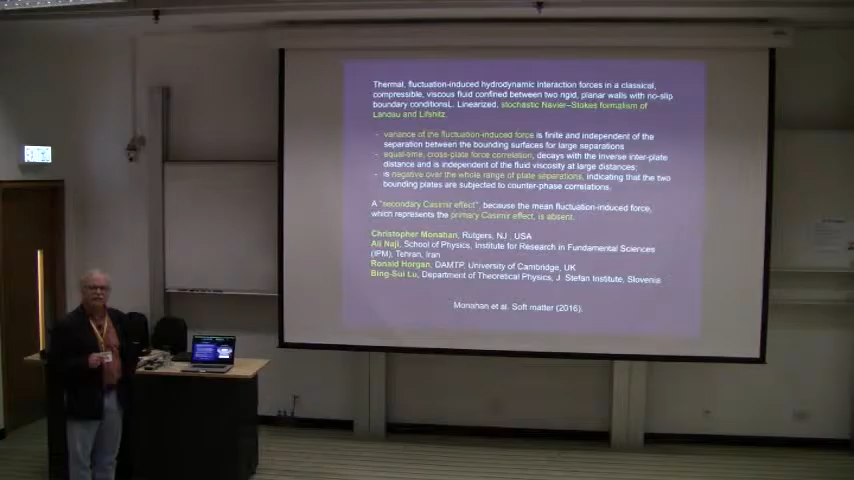 Thermal, fluctuation-induced hydrodynamic interaction forces in a classical,
compressible, viscous fluid confined between two rigid, planar walls with no-slip
boundary conditionsL. Linearized, stochastic Navier–Stokes formalism of
Landau and Lifshitz.
- variance of the fluctuation-induced force is finite and independent of the
separation between the bounding surfaces for large separations
- equal-time, cross-plate force correlation, decays with the inverse inter-plate
distance and is independent of the fluid viscosity at large distances;
- is negative over the whole range of plate separations, indicating that the two
bounding plates are subjected to counter-phase correlations.
A "secondary Casimir effect", because the mean fluctuation-induced force,
which represents the primary Casimir effect, is absent.
Christopher Monahan, Rutgers, NJ USA
Ali Naji, School of Physics, Institute for Research in Fundamental Sciences
(IPM), Tehran, Iran
Ronald Horgan, DAMTP, University of Cambridge, UK
Bing-Sui Lu, Department of Theoretical Physics, J. Stefan Institute, Slovenia
Monahan et al. Soft matter (2016).